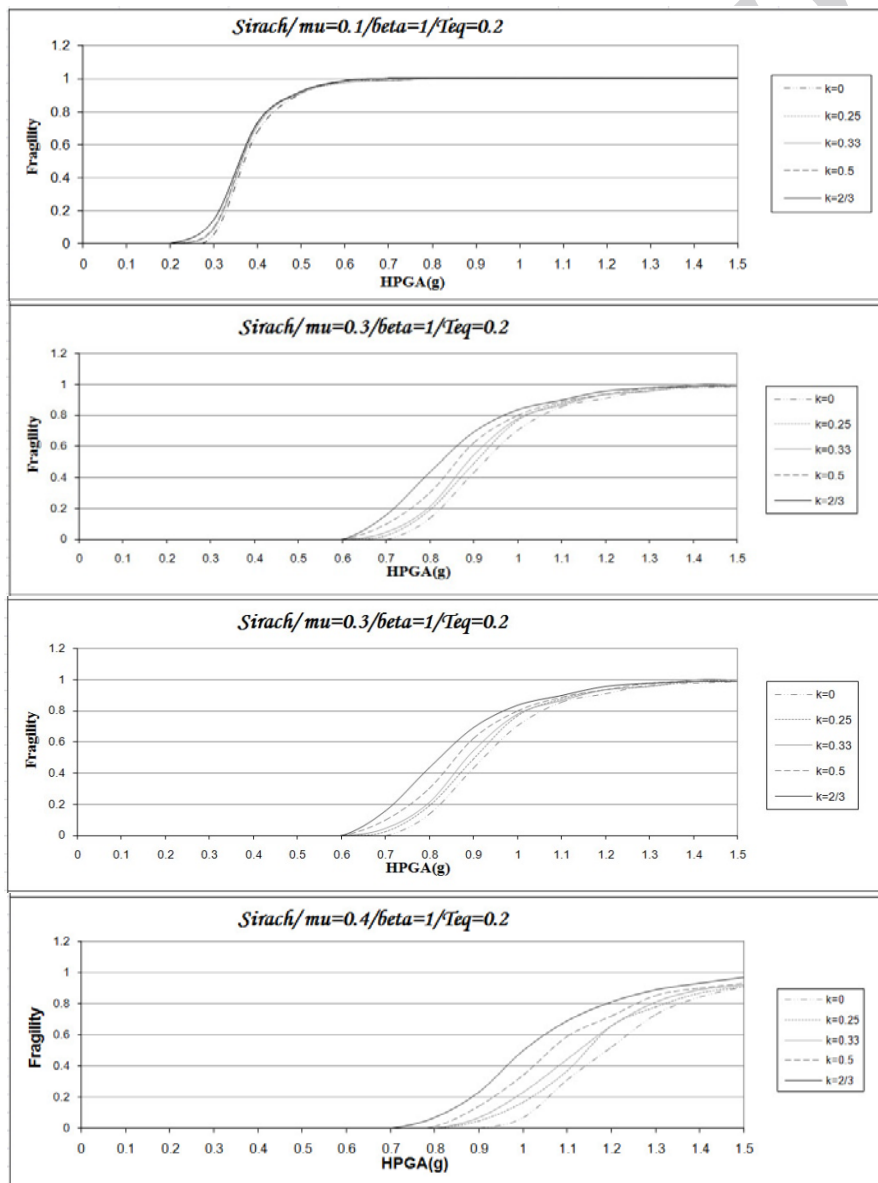 Sirach/ mu=0.1/beta=1/Teq=0.2
1.2
1
0.8
0.6
0.4
0.2
0
Fragility
0 0.1 0.2 0.3 0.4 0.5 0.6 0.7 0.8 0.9 1 1.1 1.2 1.3 1.4 1.5
HPGA(g)
k=0
k=0.25
k=0.33
k=0.5
k=2/3
Sirach/ mu=0.3/beta=1/Teq=0.2
1.2
1
0.8
0.6
0.4
0.2
0
Fragility
0 0.1 0.2 0.3 0.4 0.5 0.6 0.7 0.8 0.9 1 1.1 1.2 1.3 1.4 1.5
HPGA(g)
k=0
k=0.25
k=0.33
k=0.5
k=2/3
Sirach/ mu=0.3/beta=1/Teq=0.2
1.2
1
0.8
0.6
0.4
0.2
0
Fragility
0 0.1 0.2 0.3 0.4 0.5 0.6 0.7 0.8 0.9 1 1.1 1.2 1.3 1.4 1.5
HPGA(g)
k=0
k=0.25
k=0.33
k=0.5
k=2/3
Sirach/ mu=0.4/beta=1/Teq=0.2
1.2
1
0.8
0.6
0.4
0.2
0
Fragility
0 0.1 0.2 0.3 0.4 0.5 0.6 0.7 0.8 0.9 1 1.1 1.2 1.3 1.4 1.5
HPGA(g)
k=0
k=0.25
k=0.33
k=0.5
k=2/3